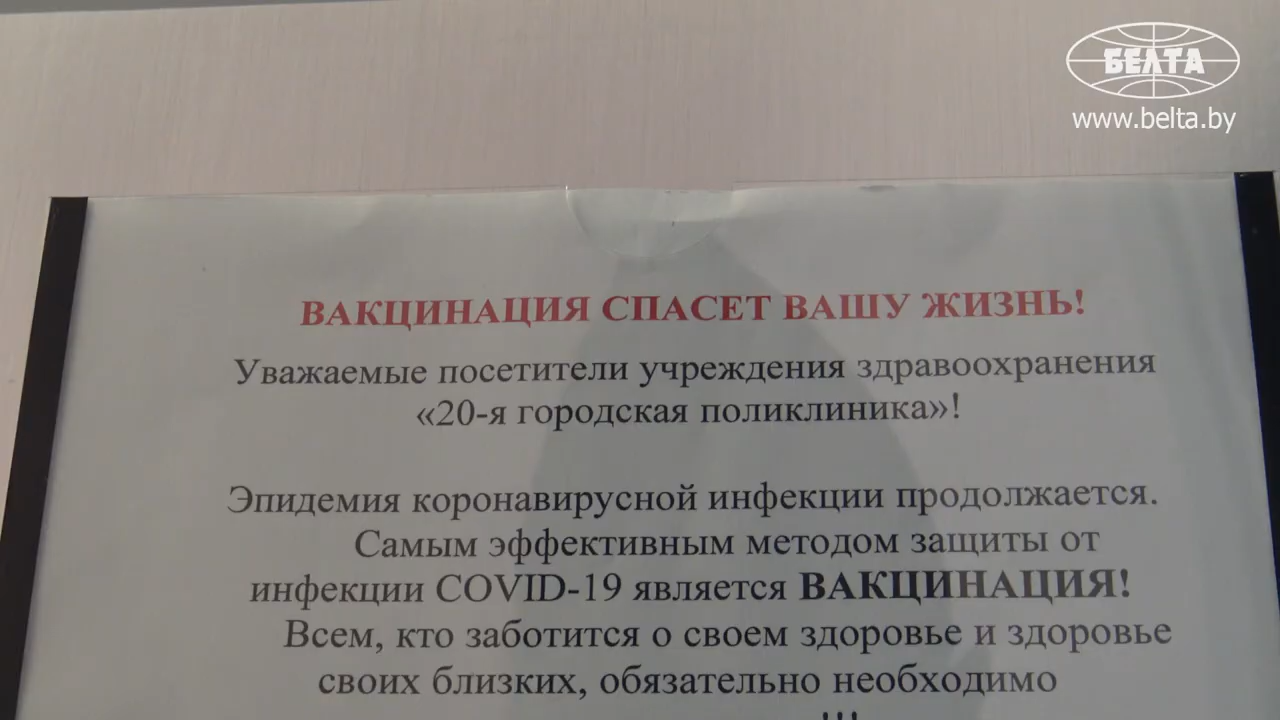 БЕЛТА
www.belta.by
ВАКЦИНАЦИЯ СПАСЕТ ВАШУ ЖИЗНЬ!
Уважаемые посетители учреждения здравоохранения
«20-я городская поликлиника»!
Эпидемия коронавирусной инфекции продолжается.
Самым эффективным методом защиты от
инфекции COVID-19 является ВАКЦИНАЦИЯ!
Всем, кто заботится о своем здоровье и здоровье
своих близких, обязательно необходимо